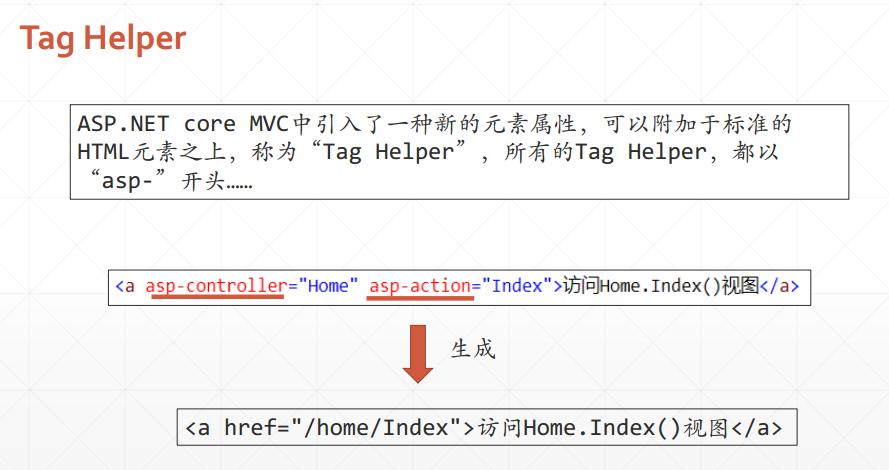 Tag Helper
ASP.NET core MVC中引入了一种新的元素属性，可以附加于标准的
HTML元素之上，称为“Tag Helper”，所有的Tag Helper，都以
“asp-”开头……
<a asp-controller="Home" asp-action="Index">访问Home.Index()视图</a>
生成
<a href="/home/Index">访问Home.Index()视图</a>